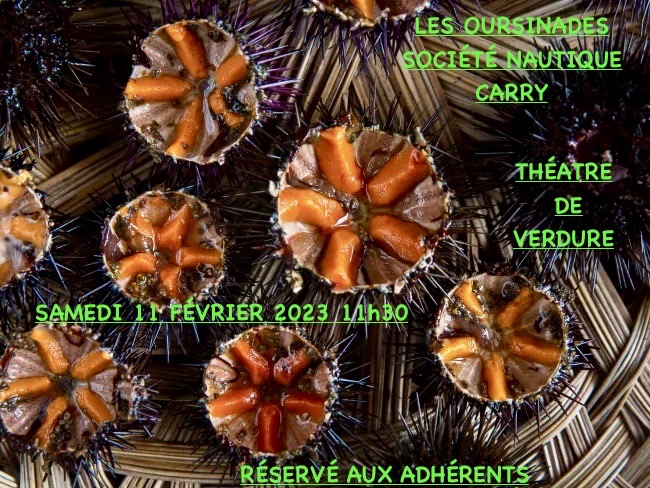 LES OURSINADES
SOCIÉTÉ NAUTIQUE
CARRY
THÉATRE
DE
VERDURE
SAMEDI 11 FÉVRIER 2023 11h30
RÉSERVÉ AUX ADHÉRENTS